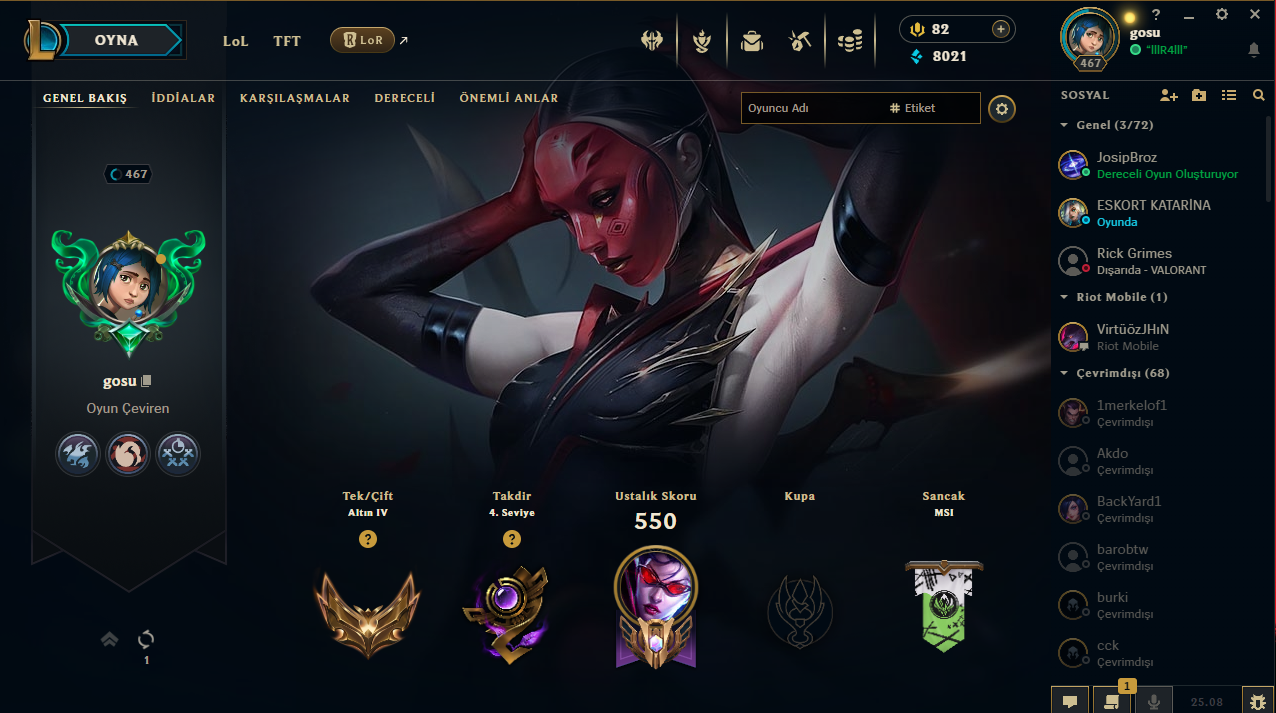 OYNA
LoL
TFT
LoR
82
8021
?
gosu
"lllR4lll"
467
GENEL BAKIŞ
İDDİALAR
KARŞILAŞMALAR
DERECELİ
ÖNEMLİ ANLAR
Oyuncu Adı
# Etiket
467
gosu
Oyun Çeviren
Tek/Çift
Altın IV
?
Takdir
4. Seviye
?
Ustalık Skoru
550
Kupa
Sancak
MSI
1
SOSYAL
Genel (3/72)
JosipBroz
Dereceli Oyun Oluşturuyor
ESKORT KATARİNA
Oyunda
Rick Grimes
Dışarıda - VALORANT
Riot Mobile (1)
VirtüözJHıN
Riot Mobile
Çevrimdışı (68)
1merkelof1
Çevrimdışı
Akdo
Çevrimdışı
BackYard1
Çevrimdışı
barobtw
Çevrimdışı
burki
Çevrimdışı
cck
Çevrimdışı
1
25.08